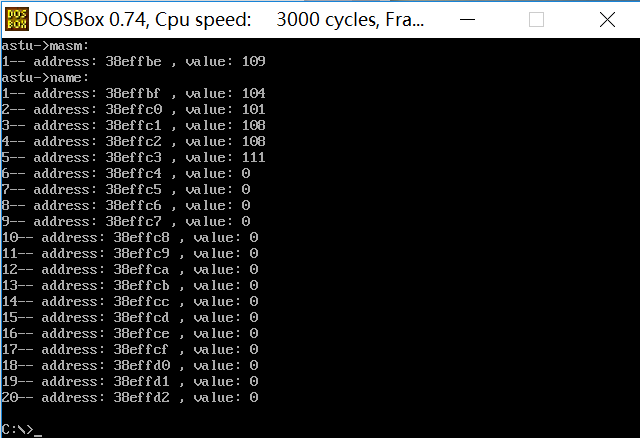 DOS BOX DOSBox 0.74, Cpu speed: 3000 cycles, Fra...
astu->masm:
1-- address: 38effbe , value: 109
astu->name:
1-- address: 38effbf , value: 104
2-- address: 38effc0 , value: 101
3-- address: 38effc1 , value: 108
4-- address: 38effc2 , value: 108
5-- address: 38effc3 , value: 111
6-- address: 38effc4 , value: 0
7-- address: 38effc5 , value: 0
8-- address: 38effc6 , value: 0
9-- address: 38effc7 , value: 0
10-- address: 38effc8 , value: 0
11-- address: 38effc9 , value: 0
12-- address: 38effca , value: 0
13-- address: 38effcb , value: 0
14-- address: 38effcc , value: 0
15-- address: 38effcd , value: 0
16-- address: 38effce , value: 0
17-- address: 38effcf , value: 0
18-- address: 38effd0 , value: 0
19-- address: 38effd1 , value: 0
20-- address: 38effd2 , value: 0
C:\>_